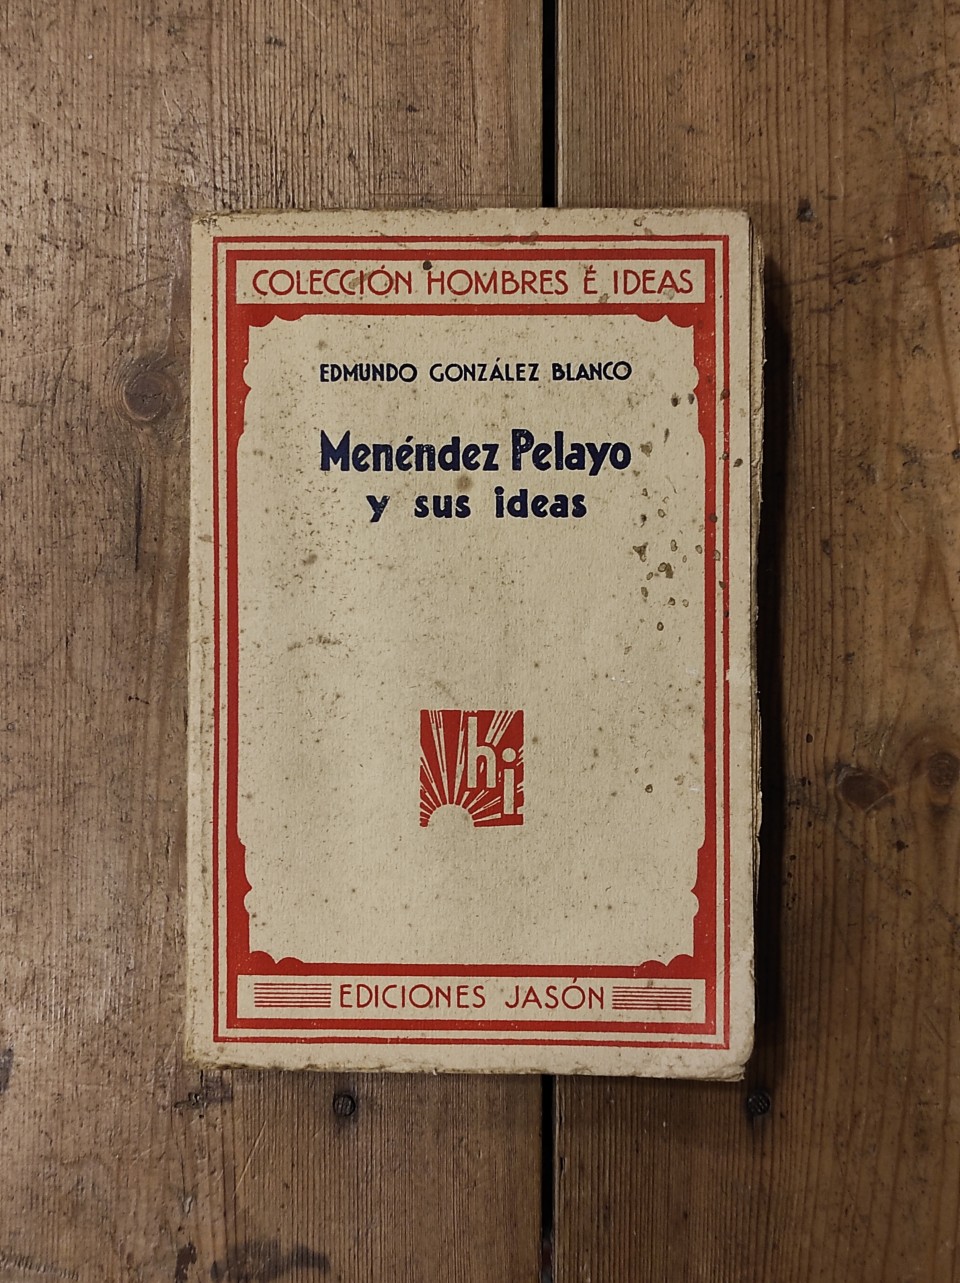 COLECCIÓN HOMBRES É IDEAS
EDMUNDO GONZÁLEZ BLANCO
Menéndez Pelayo
y sus ideas
hi
EDICIONES JASÓN